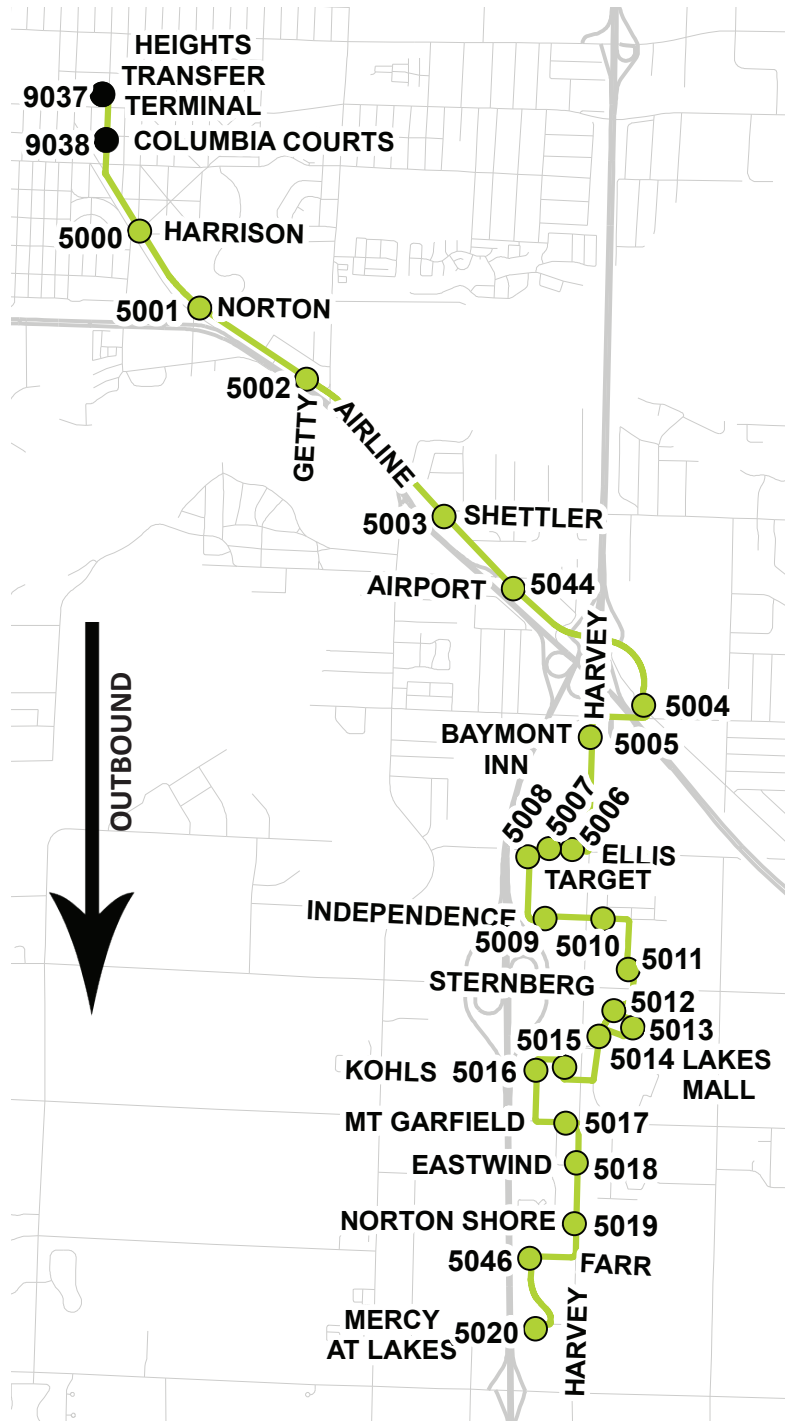 HEIGHTS
TRANSFER
TERMINAL
9037
9038
COLUMBIA COURTS
5000
HARRISON
5001
NORTON
5002
GETTY
AIRLINE
5003
SHETTLER
AIRPORT
5044
HARVEY
5004
BAYMONT
INN
5005
OUTBOUND
5008
5007
5006
ELLIS
TARGET
INDEPENDENCE
5009
5010
5011
STERNBERG
5012
5013
5015
5014
LAKES
MALL
KOHLS
5016
MT GARFIELD
5017
EASTWIND
5018
NORTON SHORE
5019
5046
FARR
MERCY
AT LAKES
5020
HARVEY